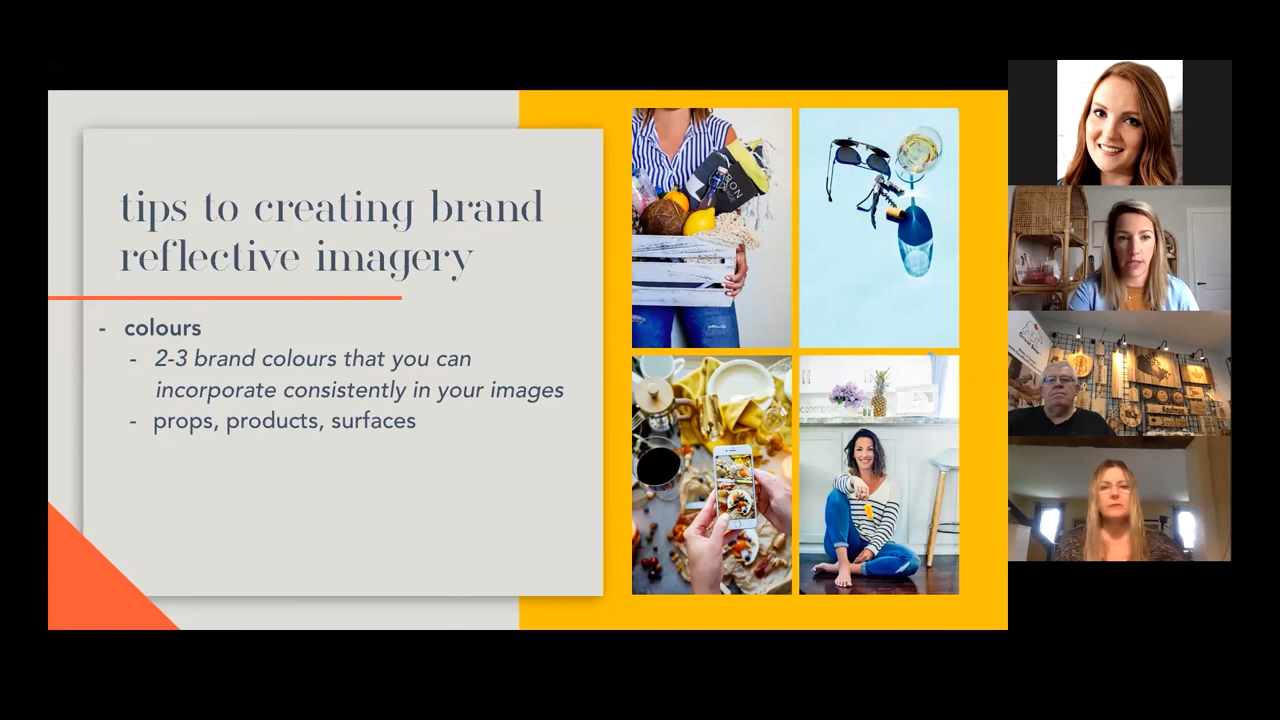 tips to creating brand
reflective imagery
- colours
- 2-3 brand colours that you can
incorporate consistently in your images
- props, products, surfaces